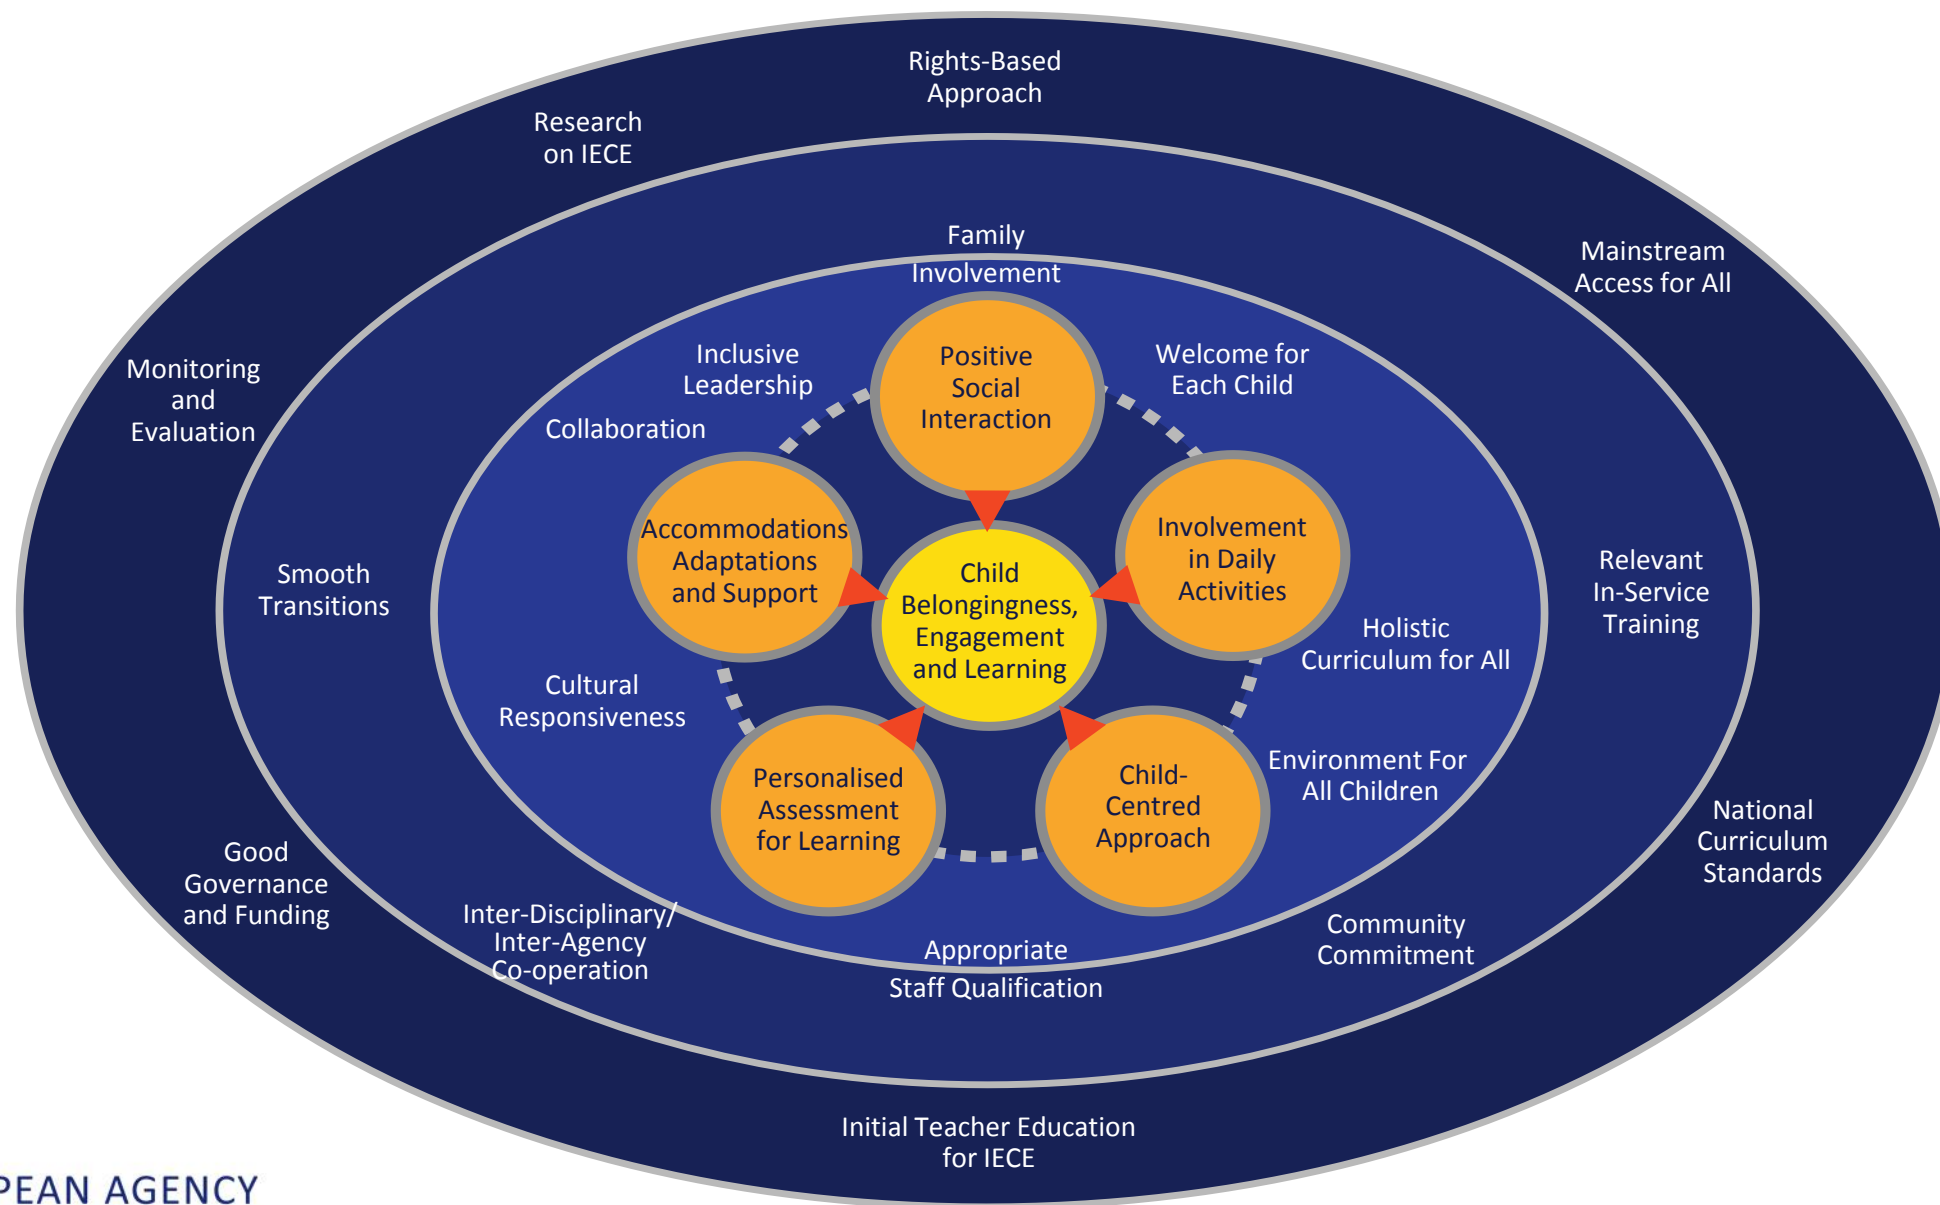 Rights-Based
Approach
Research
on IECE
Mainstream
Access for All
Monitoring
and
Evaluation
Good
Governance
and Funding
National
Curriculum
Standards
Initial Teacher Education
for IECE
Family
Involvement
Smooth
Transitions
Relevant
In-Service
Training
Inter-Disciplinary/
Inter-Agency
Co-operation
Community
Commitment
Appropriate
Staff Qualification
Inclusive
Leadership
Welcome for
Each Child
Collaboration
Cultural
Responsiveness
Holistic
Curriculum for All
Environment For
All Children
Positive
Social
Interaction
Accommodations
Adaptations
and Support
Involvement
in Daily
Activities
Child
Belongingness,
Engagement
and Learning
Personalised
Assessment
for Learning
Child-
Centred
Approach
PEAN AGENCY